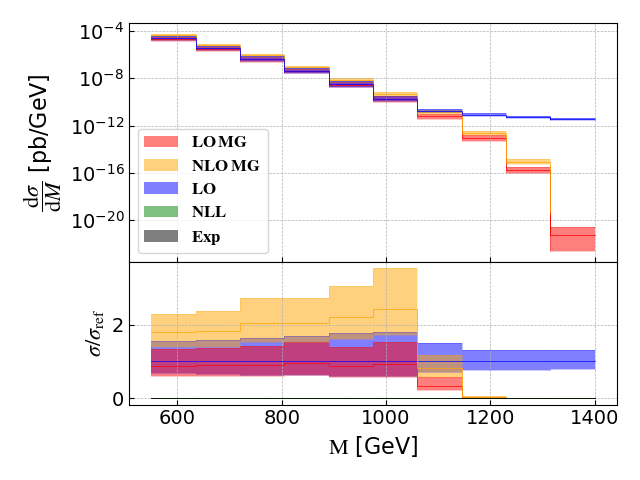 10⁻⁴
10⁻⁸
10⁻¹²
10⁻¹⁶
10⁻²⁰
dσ/dM [pb/GeV]
LO MG
NLO MG
LO
NLL
Exp
σ/σref
2
0
600 800 1000 1200 1400
M [GeV]